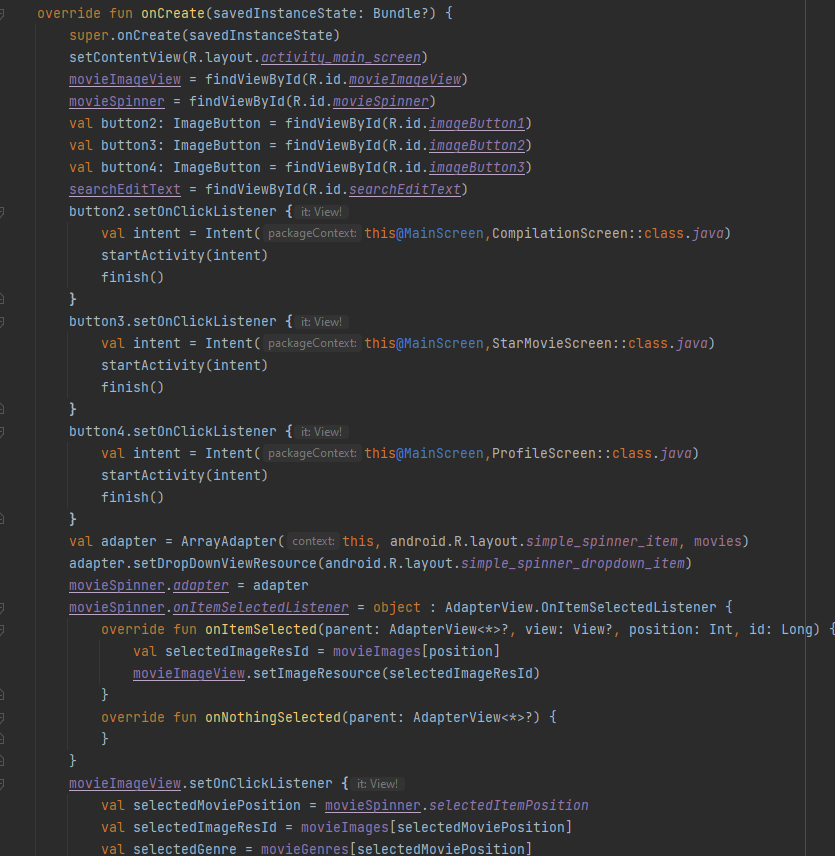 override fun onCreate(savedInstanceState: Bundle?) {
super.onCreate(savedInstanceState)
setContentView(R.layout.activity_main_screen)
movieImageView = findViewById(R.id.movieImageView)
movieSpinner = findViewById(R.id.movieSpinner)
val button2: ImageButton = findViewById(R.id.imageButton1)
val button3: ImageButton = findViewById(R.id.imageButton2)
val button4: ImageButton = findViewById(R.id.imageButton3)
searchEditText = findViewById(R.id.searchEditText)
button2.setOnClickListener { it: View!
val intent = Intent( packageContext: this@MainScreen,CompilationScreen::class.java)
startActivity(intent)
finish()
}
button3.setOnClickListener { it: View!
val intent = Intent( packageContext: this@MainScreen,StarMovieScreen::class.java)
startActivity(intent)
finish()
}
button4.setOnClickListener { it: View!
val intent = Intent( packageContext: this@MainScreen,ProfileScreen::class.java)
startActivity(intent)
finish()
}
val adapter = ArrayAdapter( context: this, android.R.layout.simple_spinner_item, movies)
adapter.setDropDownViewResource(android.R.layout.simple_spinner_dropdown_item)
movieSpinner.adapter = adapter
movieSpinner.onItemSelectedListener = object : AdapterView.OnItemSelectedListener {
override fun onItemSelected(parent: AdapterView<*>?, view: View?, position: Int, id: Long) {
val selectedImageResId = movieImages[position]
movieImageView.setImageResource(selectedImageResId)
}
override fun onNothingSelected(parent: AdapterView<*>?) {
}
}
movieImageView.setOnClickListener { it: View!
val selectedMoviePosition = movieSpinner.selectedItemPosition
val selectedImageResId = movieImages[selectedMoviePosition]
val selectedGenre = movieGenres[selectedMoviePosition]